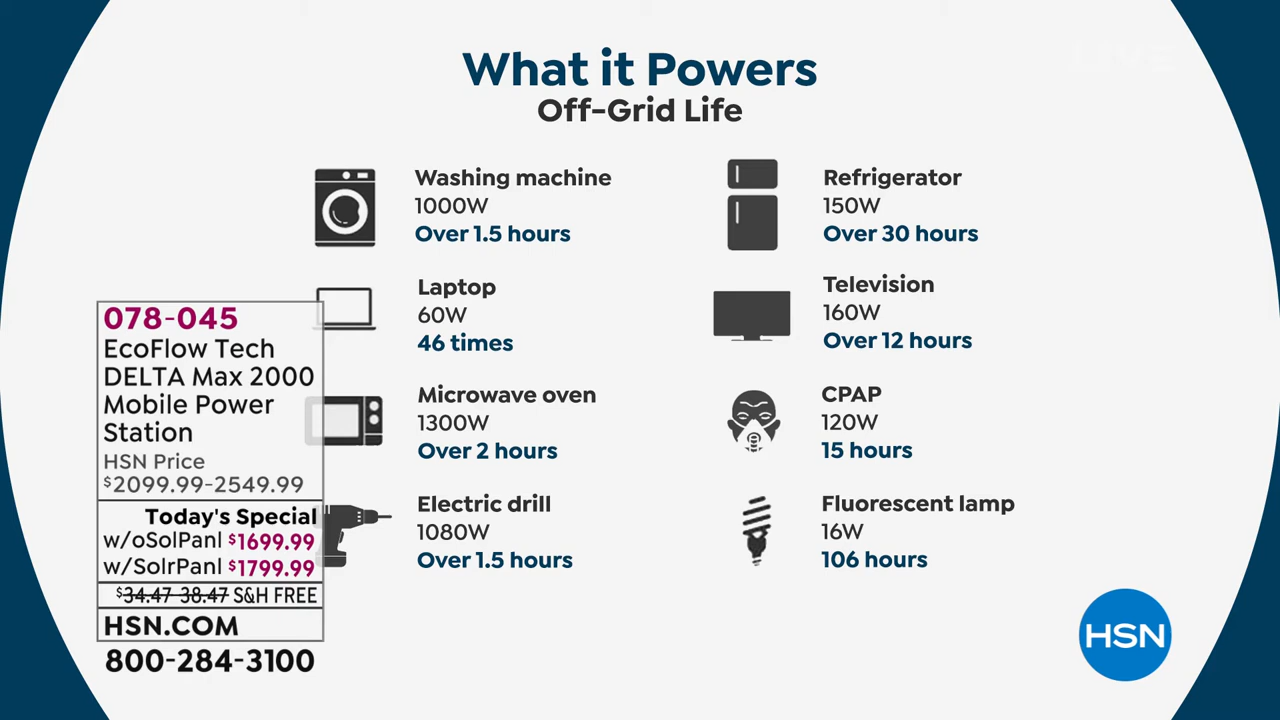 What it Powers
Off-Grid Life
Washing machine
1000W
Over 1.5 hours
Refrigerator
150W
Over 30 hours
Laptop
60W
46 times
Television
160W
Over 12 hours
Microwave oven
1300W
Over 2 hours
CPAP
120W
15 hours
Electric drill
1080W
Over 1.5 hours
Fluorescent lamp
16W
106 hours
078-045
EcoFlow Tech
DELTA Max 2000
Mobile Power
Station
HSN Price
$2099.99-2549.99
Today's Special
w/oSolPanl $1699.99
w/SolrPanl $1799.99
$34.47-38.47 S&H FREE
HSN.COM
800-284-3100
HSN